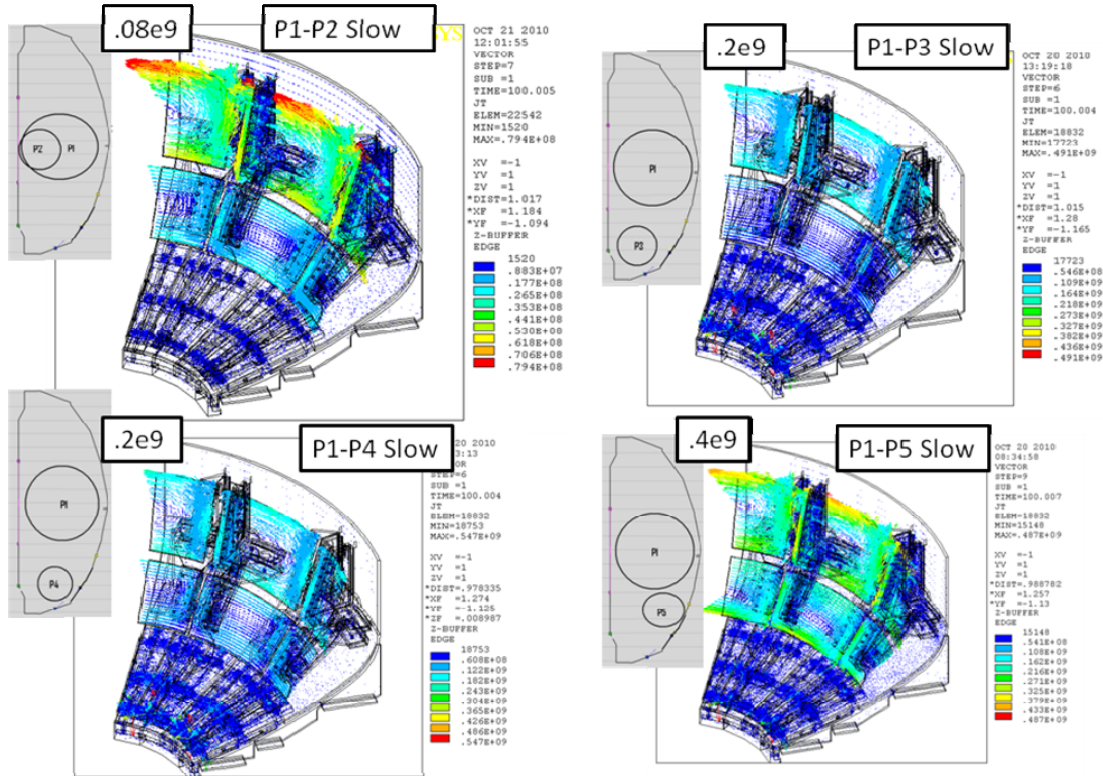 .08e9
P1-P2 Slow
OCT 21 2010
12:01:55
VECTOR
STEP=7
SUB =1
TIME=100.005
JT
ELEM=22542
MIN=1520
MAX=.794E+08
XV =-1
YV =1
ZV =1
*DIST=1.017
*XF =1.184
*YF =-1.094
Z-BUFFER
EDGE
1520
.883E+07
.177E+08
.265E+08
.353E+08
.441E+08
.530E+08
.618E+08
.706E+08
.794E+08
P2
P1
.2e9
P1-P3 Slow
OCT 20 2010
13:19:18
VECTOR
STEP=6
SUB =1
TIME=100.004
JT
ELEM=18832
MIN=17723
MAX=.491E+09
XV =-1
YV =1
ZV =1
*DIST=1.015
*XF =1.28
*YF =-1.165
Z-BUFFER
EDGE
17723
.546E+08
.109E+09
.164E+09
.218E+09
.273E+09
.327E+09
.382E+09
.436E+09
.491E+09
P1
P3
.2e9
P1-P4 Slow
20 2010
3:13
OR
STEP=6
SUB =1
TIME=100.004
JT
ELEM=18832
MIN=18753
MAX=.547E+09
XV =-1
YV =1
ZV =1
*DIST=.978335
*XF =1.274
*YF =-1.125
*ZF =.008987
Z-BUFFER
EDGE
18753
.608E+08
.122E+09
.182E+09
.243E+09
.304E+09
.365E+09
.426E+09
.486E+09
.547E+09
P1
P4
.4e9
P1-P5 Slow
OCT 20 2010
08:34:58
VECTOR
STEP=9
SUB =1
TIME=100.007
JT
ELEM=18832
MIN=15148
MAX=.487E+09
XV =-1
YV =1
ZV =1
*DIST=.988782
*XF =1.257
*YF =-1.13
Z-BUFFER
EDGE
15148
.541E+08
.108E+09
.162E+09
.216E+09
.271E+09
.325E+09
.379E+09
.433E+09
.487E+09
P1
P5